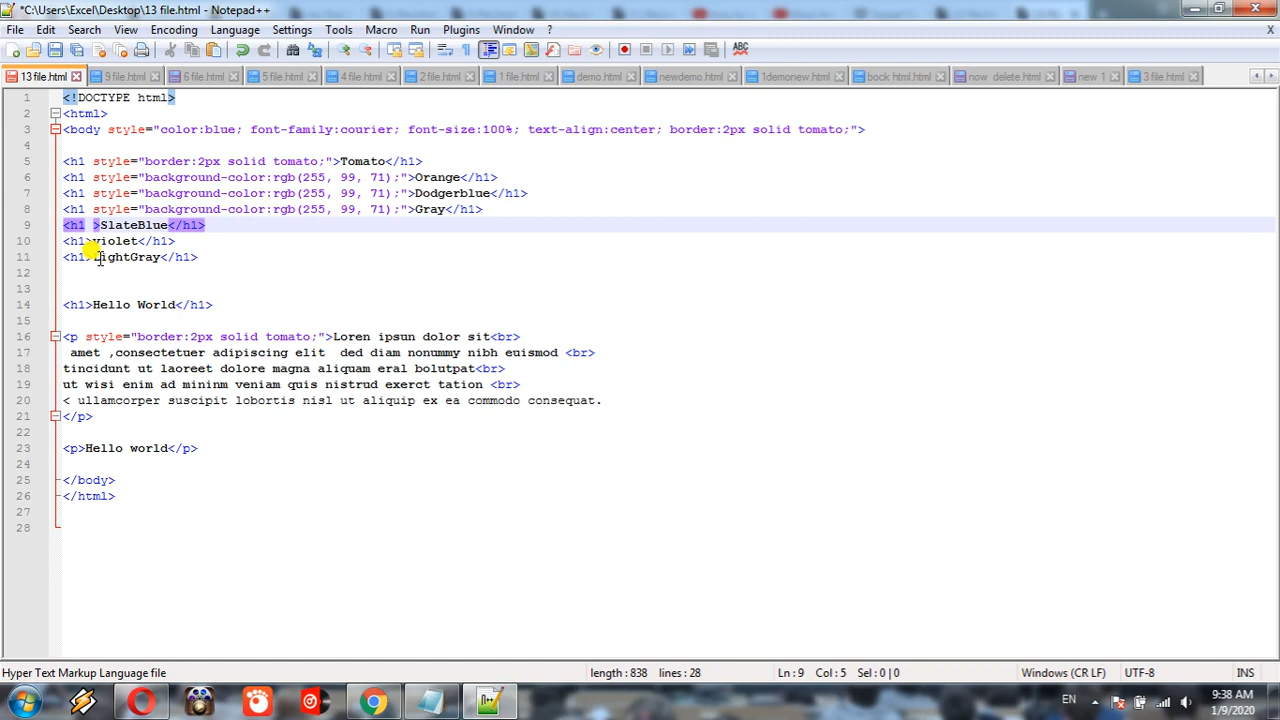 *C:\Users\Excel\Desktop\13 file.html - Notepad++
File Edit Search View Encoding Language Settings Tools Macro Run Plugins Window ? X
13 file.html 9 file.html 6 file.html 5 file.html 4 file.html 2 file.html 1 file.html demo html newdemo html 1demonew html bock html.html now delete.html new 1 3 file.html
1 <!DOCTYPE html>
2 <html>
3 <body style="color:blue; font-family:courier; font-size:100%; text-align:center; border:2px solid tomato;">
4
5 <h1 style="border:2px solid tomato;">Tomato</h1>
6 <h1 style="background-color:rgb(255, 99, 71);">Orange</h1>
7 <h1 style="background-color:rgb(255, 99, 71);">Dodgerblue</h1>
8 <h1 style="background-color:rgb(255, 99, 71);">Gray</h1>
9 <h1 >SlateBlue</h1>
10 <h1>violet</h1>
11 <h1>LightGray</h1>
12
13
14 <h1>Hello World</h1>
15
16 <p style="border:2px solid tomato;">Loren ipsun dolor sit<br>
17 amet ,consectetuer adipiscing elit ded diam nonummy nibh euismod <br>
18 tincidunt ut laoreet dolore magna aliquam eral bolutpat<br>
19 ut wisi enim ad mininm veniam quis nistrud exerct tation <br>
20 < ullamcorper suscipit lobortis nisl ut aliquip ex ea commodo consequat.
21 </p>
22
23 <p>Hello world</p>
24
25 </body>
26 </html>
27
28
Hyper Text Markup Language file length : 838 lines : 28 Ln : 9 Col : 5 Sel : 0 | 0 Windows (CR LF) UTF-8 INS
EN 9:38 AM
1/9/2020